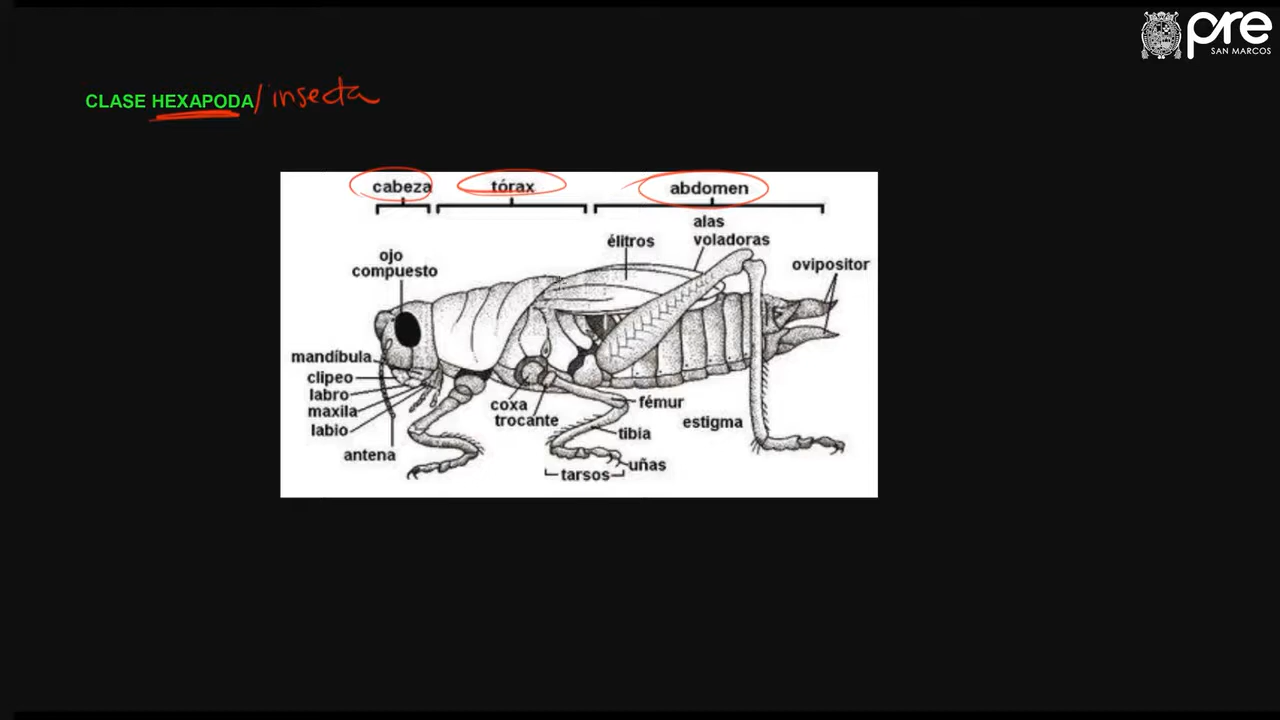 pre
SAN MARCOS
CLASE HEXAPODA/insecta
cabeza tórax abdomen
alas
voladoras
élitros
ovipositor
ojo
compuesto
mandíbula
clipeo
labro
maxila
labio
antena
coxa
trocante
fémur
tibia
estigma
uñas
tarsos